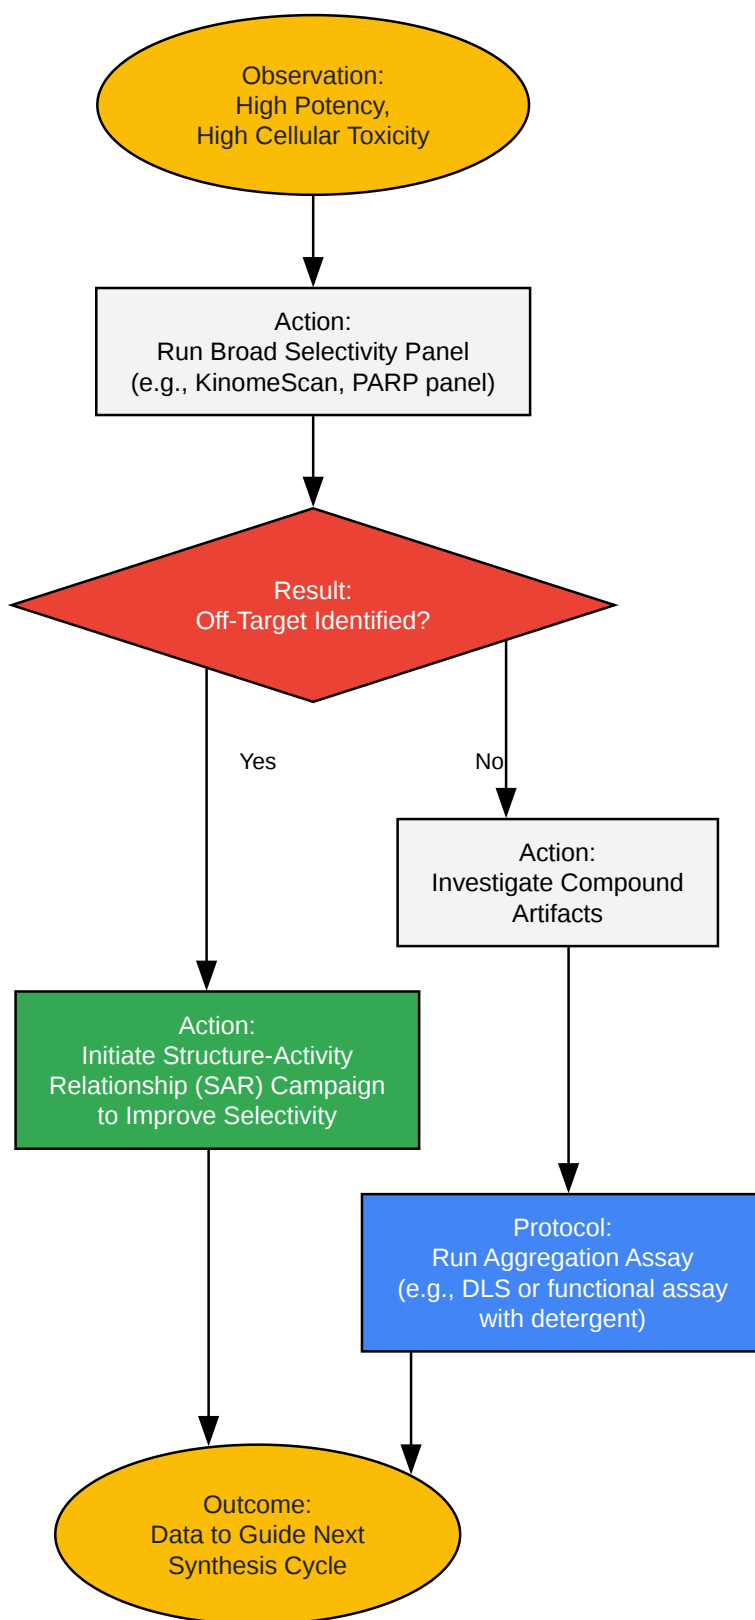 Observation:
High Potency,
High Cellular Toxicity
Action:
Run Broad Selectivity Panel
(e.g., KinomeScan, PARP panel)
Result:
Off-Target Identified?
Yes
No
Action:
Investigate Compound
Artifacts
Action:
Initiate Structure-Activity
Relationship (SAR) Campaign
to Improve Selectivity
Protocol:
Run Aggregation Assay
(e.g., DLS or functional assay
with detergent)
Outcome:
Data to Guide Next
Synthesis Cycle